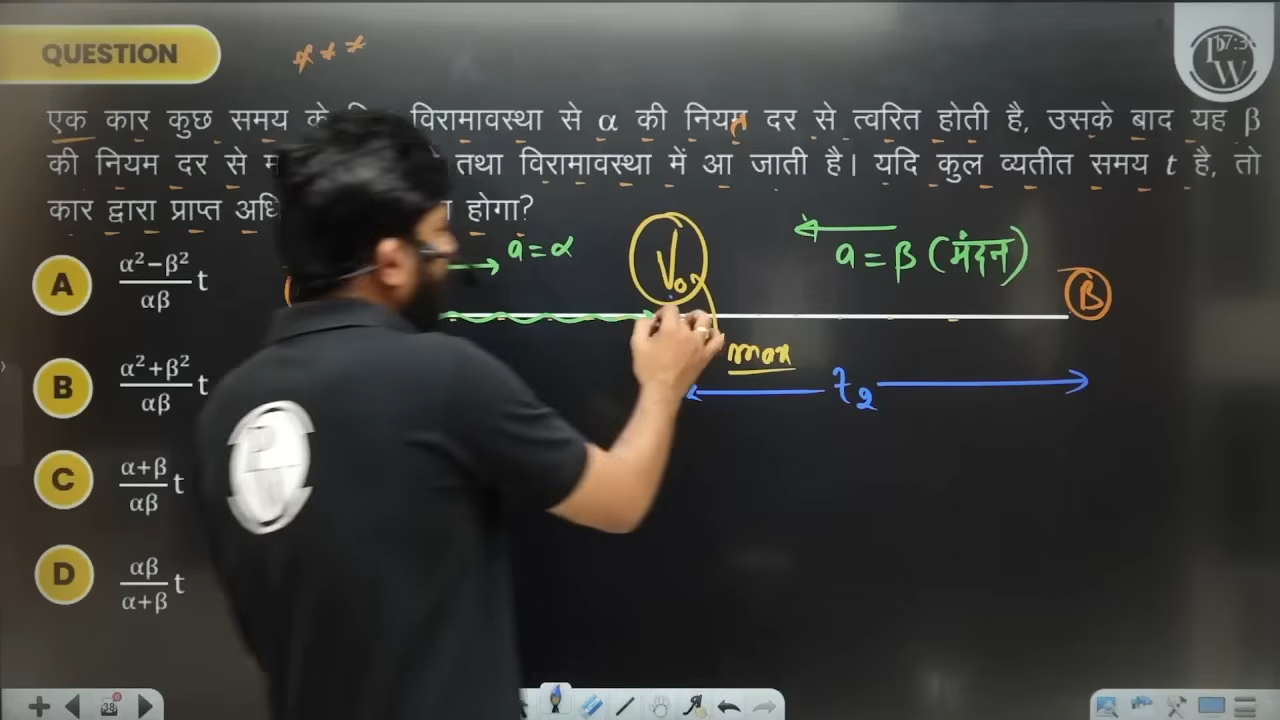 QUESTION
***
एक कार कुछ समय के विरामावस्था से α की नियम दर से त्वरित होती है, उसके बाद यह β
की नियम दर से तथा विरामावस्था में आ जाती है। यदि कुल व्यतीत समय t है, तो
कार द्वारा प्राप्त होगा?
a = α
V₀
a = β (मंदन)
B
max
t₂
A α²−β²/αβ t
B α²+β²/αβ t
C α+β/αβ t
D αβ/α+β t
38